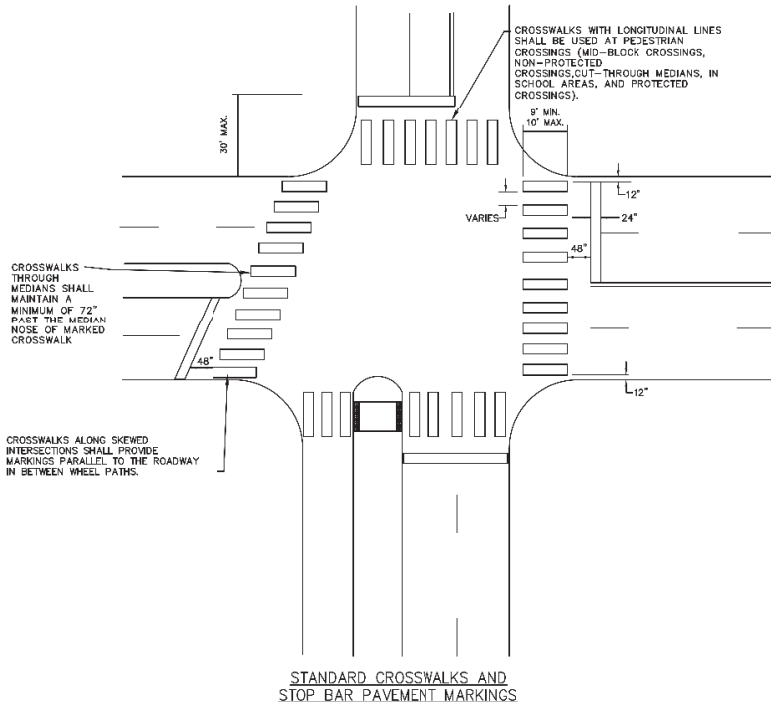 CROSSWALKS WITH LONGITUDINAL LINES
SHALL BE USED AT PEDESTRIAN
CROSSINGS (MID-BLOCK CROSSINGS,
NON-PROTECTED
CROSSINGS,CUT-THROUGH MEDIANS, IN
SCHOOL AREAS, AND PROTECTED
CROSSINGS).
9' MIN.
10' MAX.
30' MAX.
12"
VARIES
24"
48"
CROSSWALKS
THROUGH
MEDIANS SHALL
MAINTAIN A
MINIMUM OF 72"
PAST THE MEDIAN
NOSE OF MARKED
CROSSWALK
48"
12"
CROSSWALKS ALONG SKEWED
INTERSECTIONS SHALL PROVIDE
MARKINGS PARALLEL TO THE ROADWAY
IN BETWEEN WHEEL PATHS.
STANDARD CROSSWALKS AND
STOP BAR PAVEMENT MARKINGS